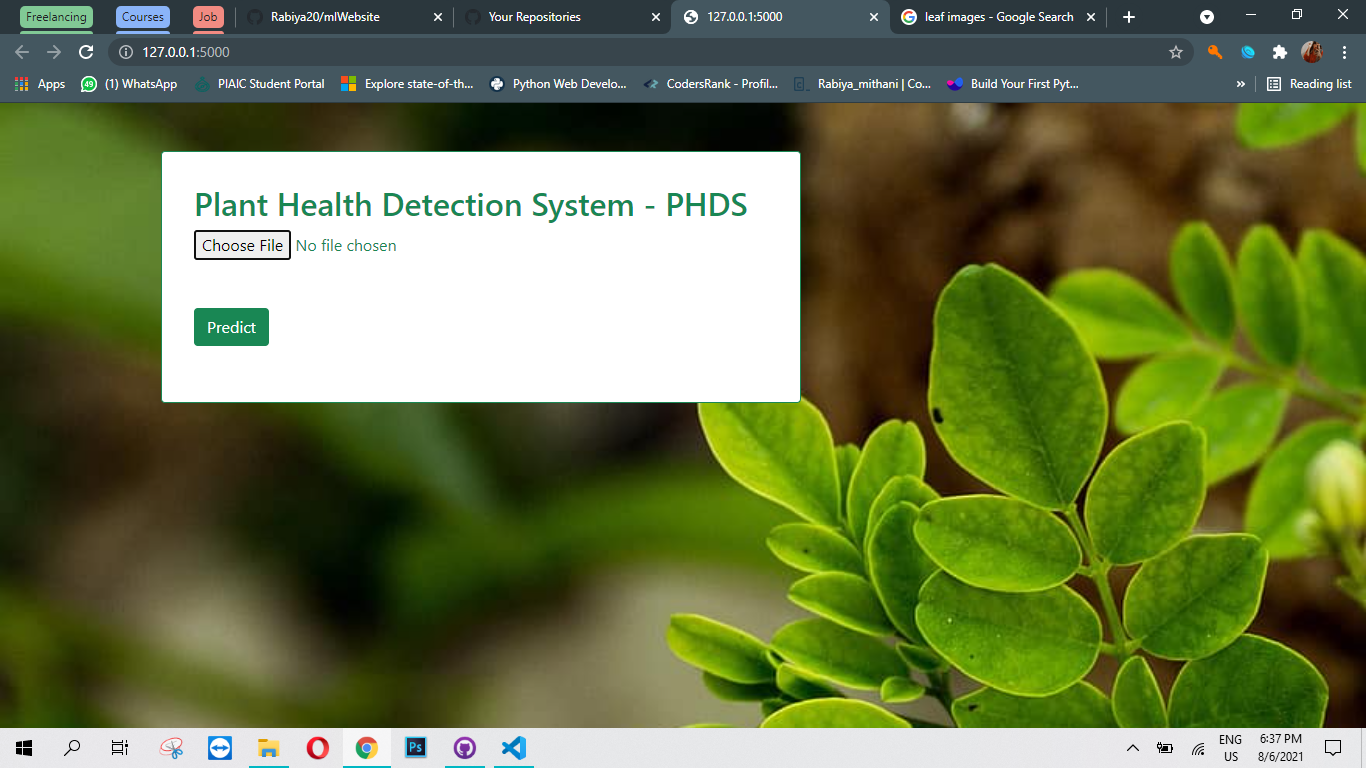 Freelancing
Courses
Job
Rabiya20/mlWebsite
Your Repositories
127.0.0.1:5000
leaf images - Google Search
127.0.0.1:5000
Apps
49
(1) WhatsApp
PIAIC Student Portal
Explore state-of-th...
Python Web Develo...
CodersRank - Profil...
Rabiya_mithani | Co...
Build Your First Pyt...
»
Reading list
Plant Health Detection System - PHDS
Choose File No file chosen
Predict
Ps
ENG
US
6:37 PM
8/6/2021